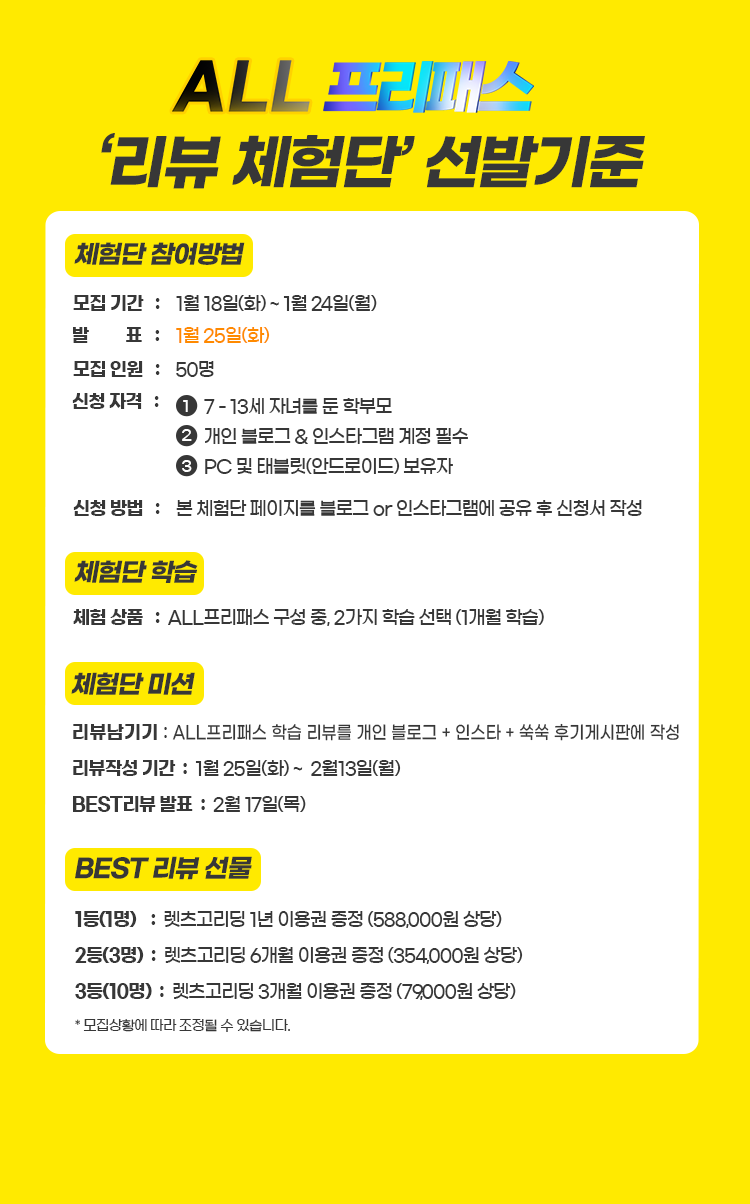 ALL 프리패스
‘리뷰 체험단’ 선발기준
체험단 참여방법
모집 기간 : 1월 18일(화) ~ 1월 24일(월)
발 표 : 1월 25일(화)
모집 인원 : 50명
신청 자격 : ❶ 7 - 13세 자녀를 둔 학부모
❷ 개인 블로그 & 인스타그램 계정 필수
❸ PC 및 태블릿(안드로이드) 보유자
신청 방법 : 본 체험단 페이지를 블로그 or 인스타그램에 공유 후 신청서 작성
체험단 학습
체험 상품 : ALL프리패스 구성 중, 2가지 학습 선택 (1개월 학습)
체험단 미션
리뷰남기기 : ALL프리패스 학습 리뷰를 개인 블로그 + 인스타 + 쑥쑥 후기게시판에 작성
리뷰작성 기간 : 1월 25일(화) ~ 2월13일(월)
BEST리뷰 발표 : 2월 17일(목)
BEST 리뷰 선물
1등(1명) : 렛츠고리딩 1년 이용권 증정 (588,000원 상당)
2등(3명) : 렛츠고리딩 6개월 이용권 증정 (354,000원 상당)
3등(10명) : 렛츠고리딩 3개월 이용권 증정 (79,000원 상당)
* 모집상황에 따라 조정될 수 있습니다.